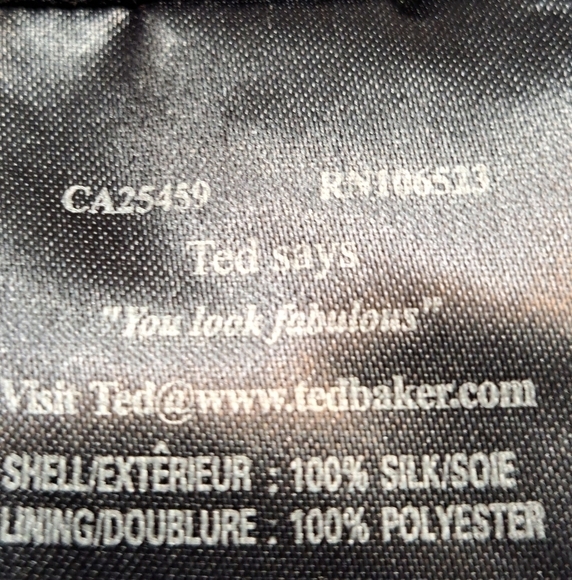 CA25459 RN106523
Ted says
"You look fabulous"
Visit Ted@www.tedbaker.com
SHELL/EXTÊRIEUR : 100% SILK/SOIE
LINING/DOUBLURE : 100% POLYESTER